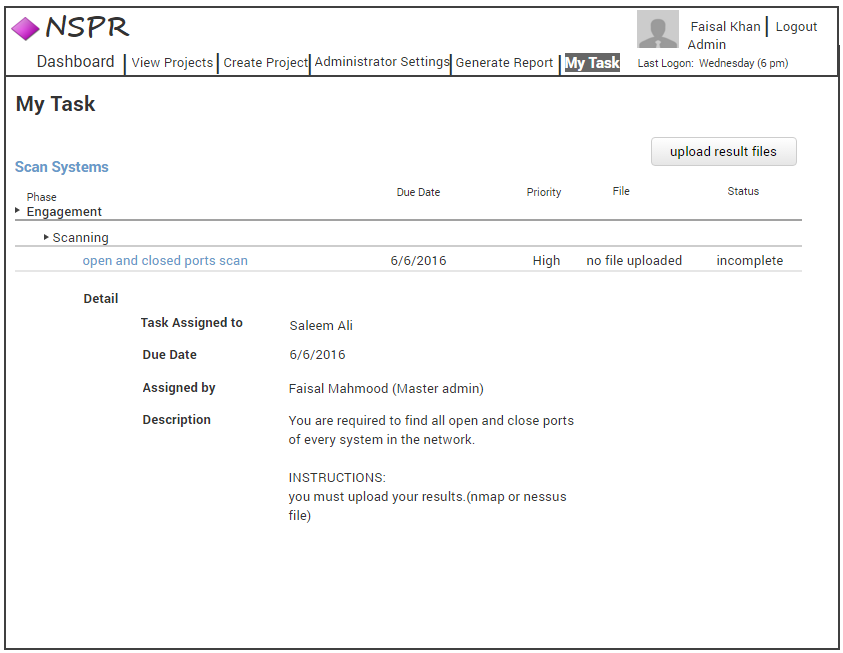 NSPR
Faisal Khan | Logout
Admin
Dashboard | View Projects | Create Project | Administrator Settings | Generate Report | My Task
Last Logon: Wednesday (6 pm)
My Task
upload result files
Scan Systems
Phase Due Date Priority File Status
Engagement
Scanning
open and closed ports scan 6/6/2016 High no file uploaded incomplete
Detail
Task Assigned to Saleem Ali
Due Date 6/6/2016
Assigned by Faisal Mahmood (Master admin)
Description You are required to find all open and close ports
of every system in the network.
INSTRUCTIONS:
you must upload your results.(nmap or nessus
file)